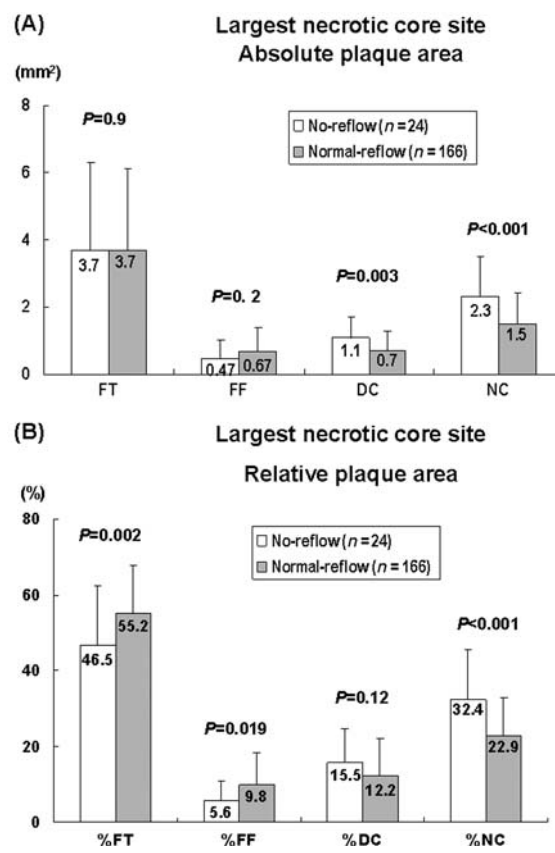 (A)
Largest necrotic core site
Absolute plaque area
(mm²)
8
6
4
2
0
No-reflow (n = 24)
Normal-reflow (n = 166)
P=0.9
P=0. 2
P=0.003
P<0.001
3.7
3.7
0.47
0.67
1.1
0.7
2.3
1.5
FT
FF
DC
NC
(B)
Largest necrotic core site
Relative plaque area
(%)
80
60
40
20
0
No-reflow (n = 24)
Normal-reflow (n = 166)
P=0.002
P=0.019
P=0.12
P<0.001
46.5
55.2
5.6
9.8
15.5
12.2
32.4
22.9
%FT
%FF
%DC
%NC